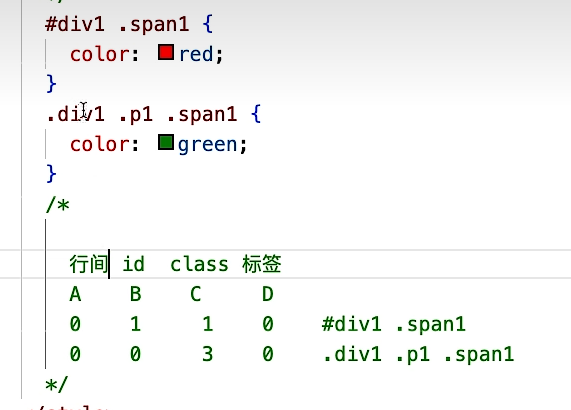 */
#div1 .span1 {
color: red;
}
.div1 .p1 .span1 {
color: green;
}
/*
行间 id class 标签
A B C D
0 1 1 0 #div1 .span1
0 0 3 0 .div1 .p1 .span1
*/
</style>